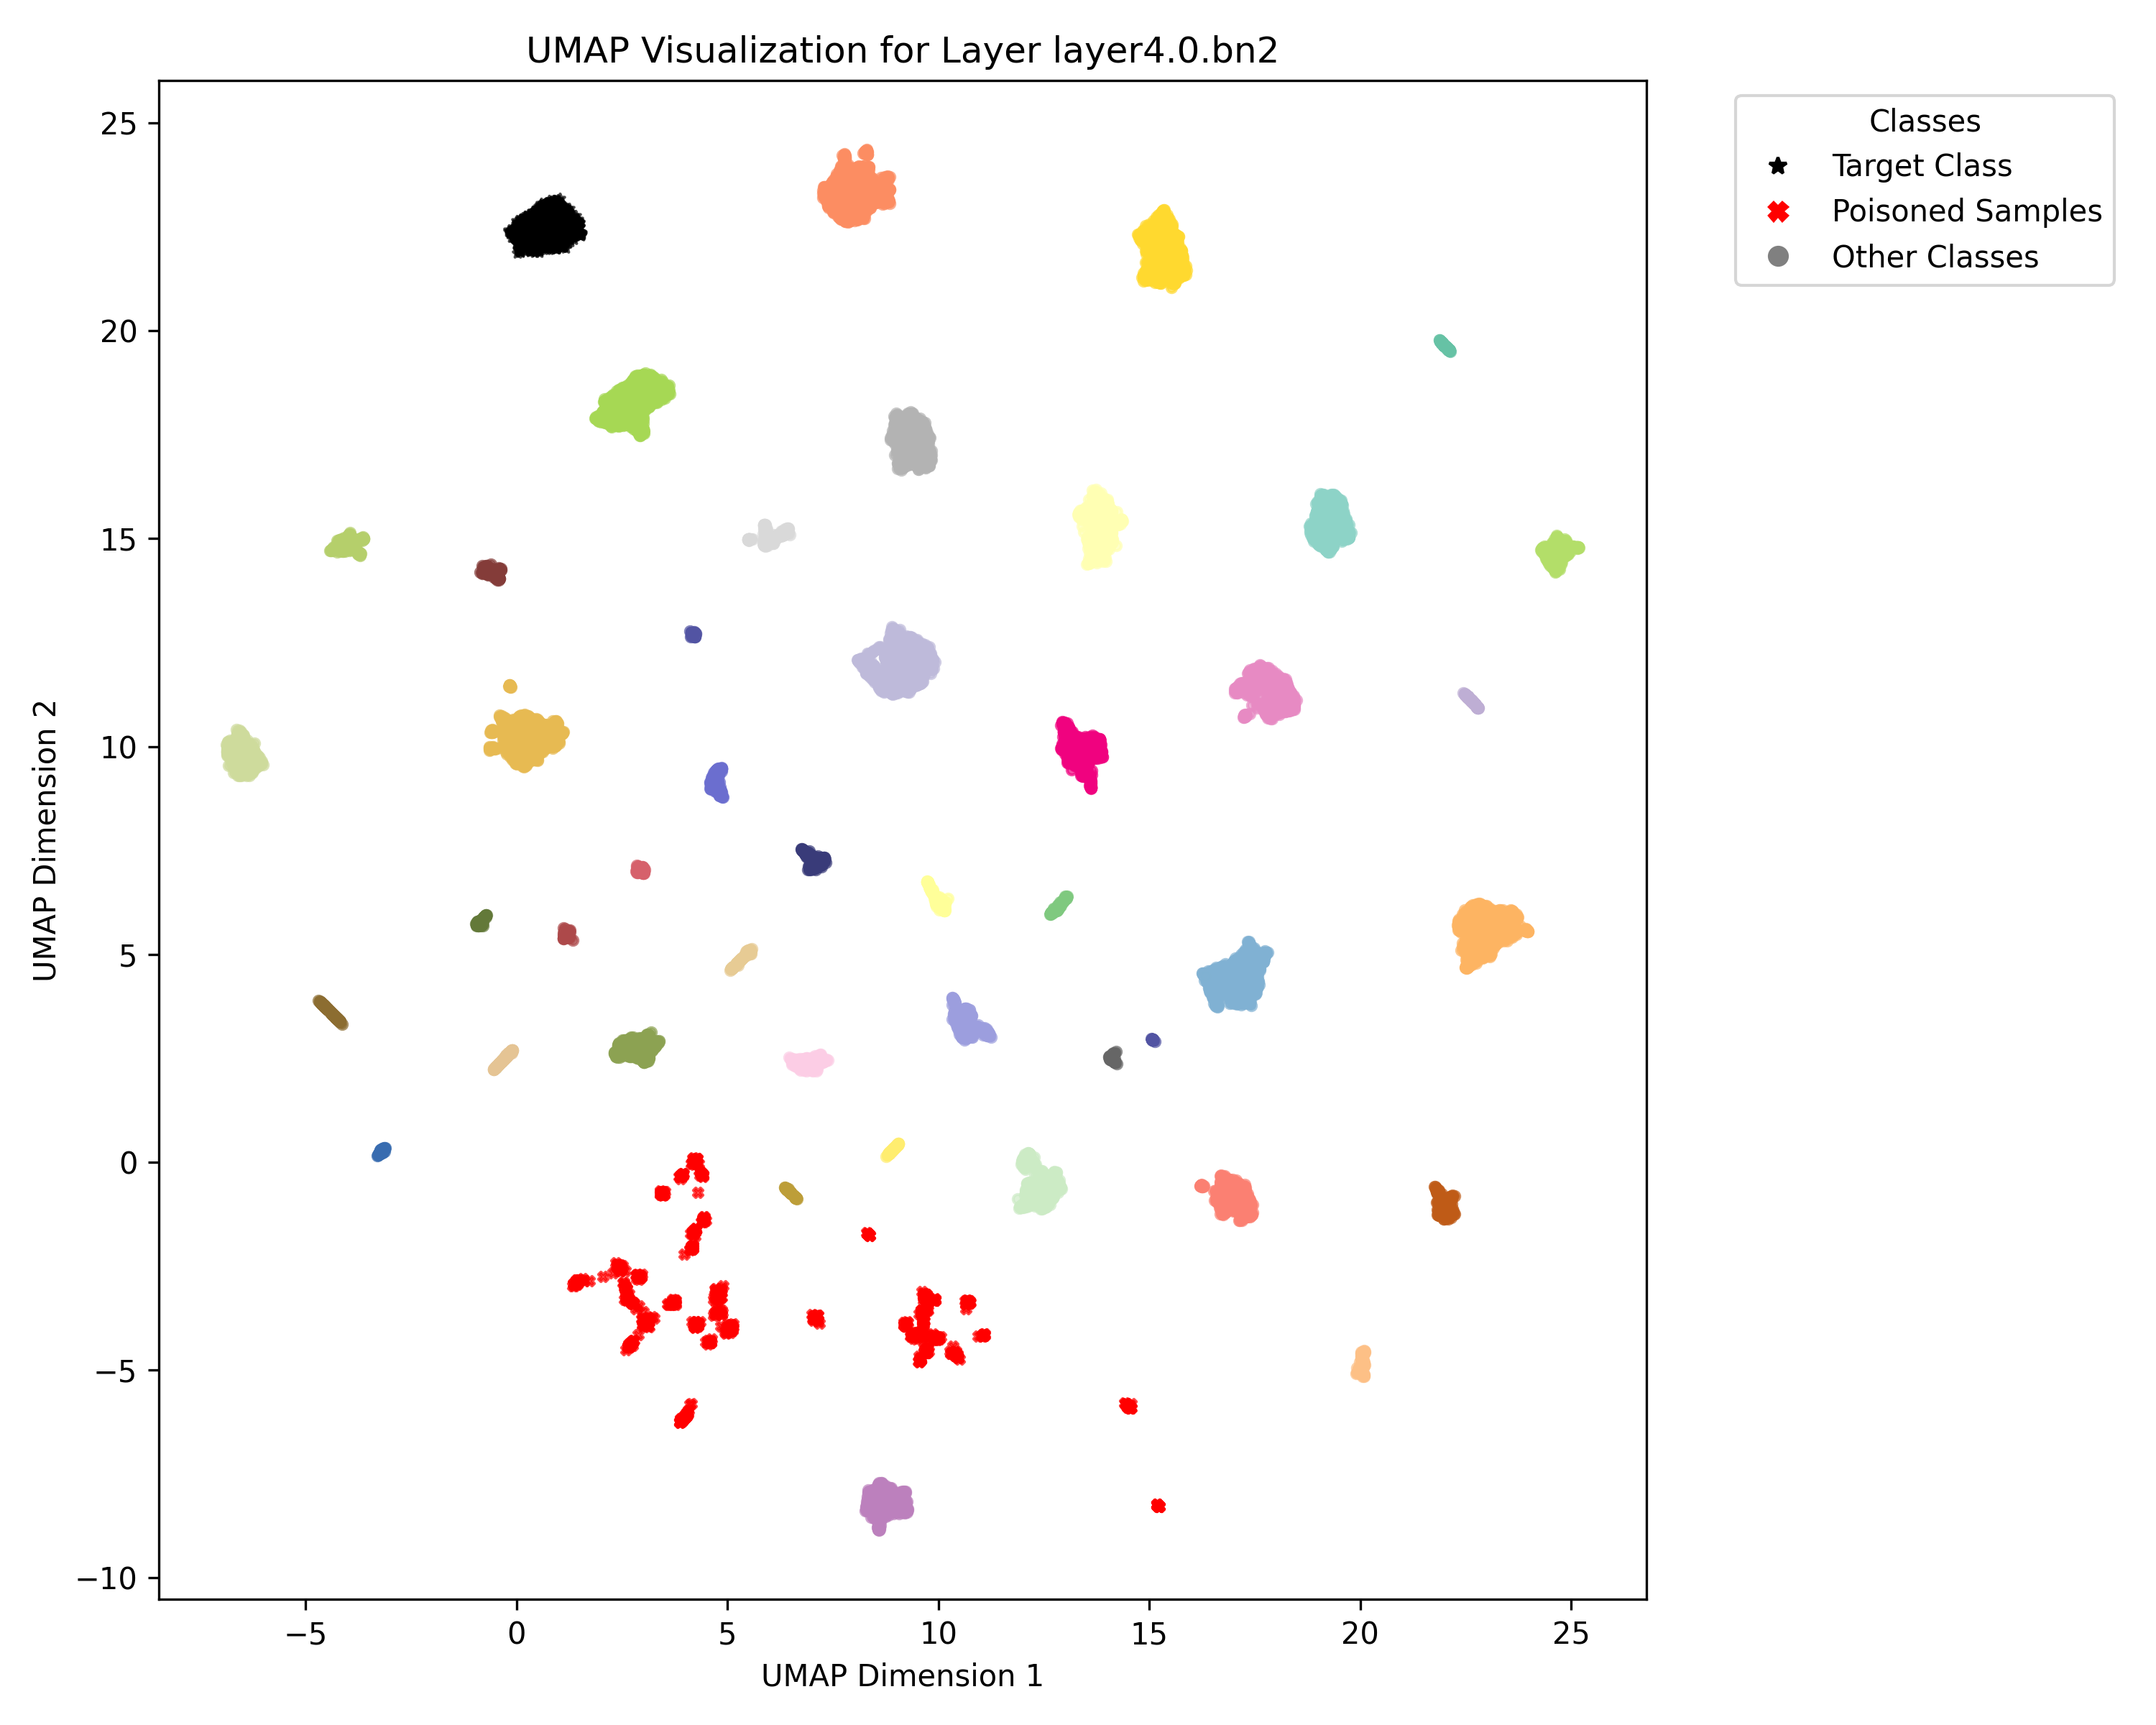 UMAP Visualization for Layer layer4.0.bn2
Classes
Target Class
Poisoned Samples
Other Classes
25
20
15
10
5
0
−5
−10
UMAP Dimension 2
−5
0
5
10
15
20
25
UMAP Dimension 1